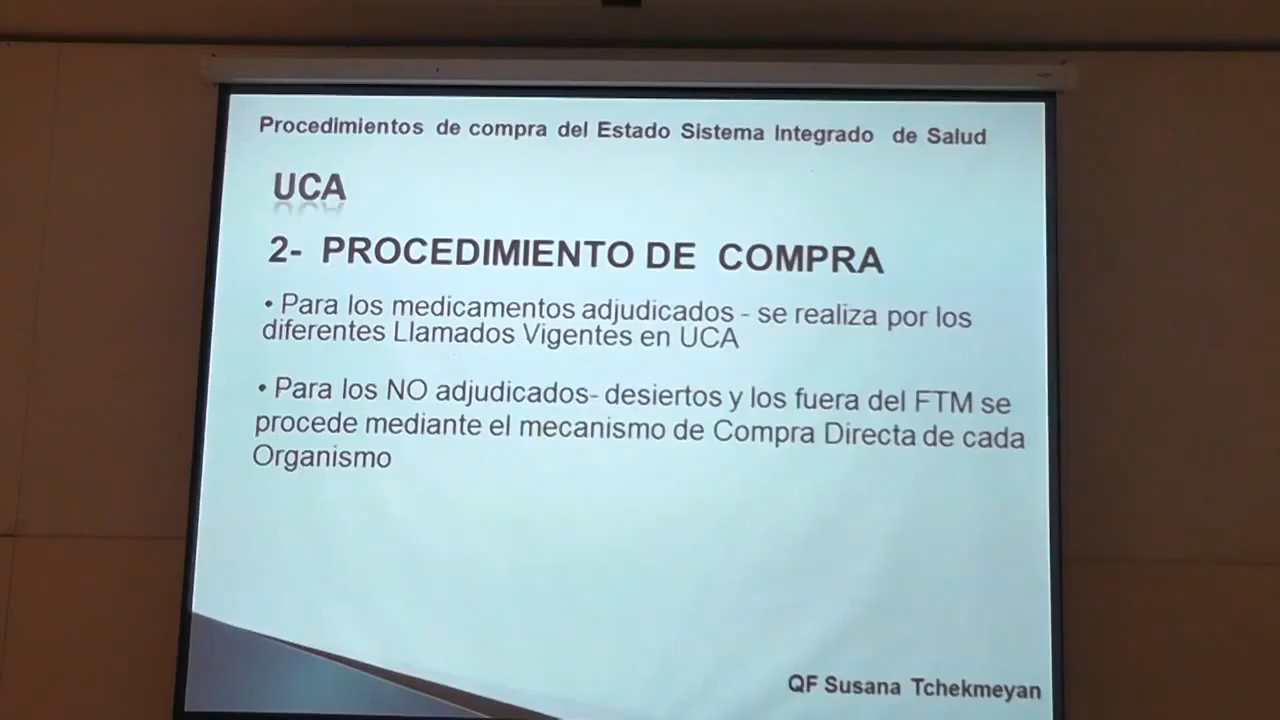 Procedimientos de compra del Estado Sistema Integrado de Salud
UCA
2- PROCEDIMIENTO DE COMPRA
• Para los medicamentos adjudicados - se realiza por los
diferentes Llamados Vigentes en UCA
• Para los NO adjudicados- desiertos y los fuera del FTM se
procede mediante el mecanismo de Compra Directa de cada
Organismo
QF Susana Tchekmeyan